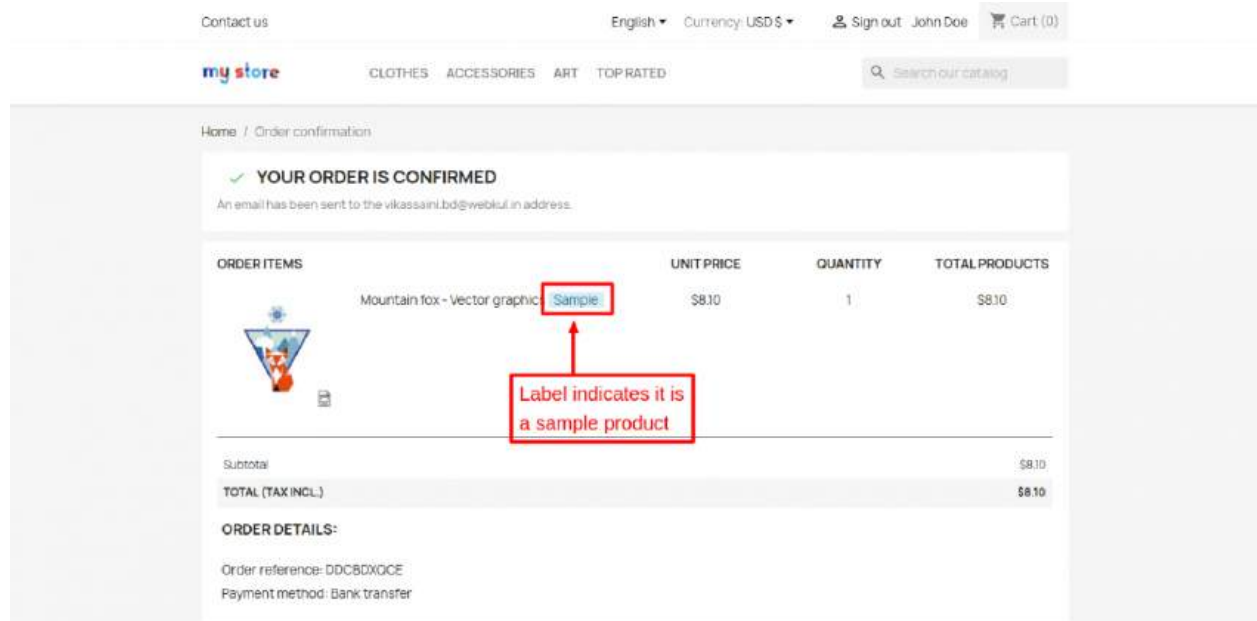 Contact us English Currency: USD $ Sign out John Doe Cart (0)
my store CLOTHES ACCESSORIES ART TOP RATED Search our catalog
Home / Order confirmation
YOUR ORDER IS CONFIRMED
An email has been sent to the vikassaini.bd@webkul.in address.
ORDER ITEMS UNIT PRICE QUANTITY TOTAL PRODUCTS
Mountain fox - Vector graphics Sample $8.10 1 $8.10
Label indicates it is
a sample product
Subtotal $8.10
TOTAL (TAX INCL.) $8.10
ORDER DETAILS:
Order reference: DDCBDXQCE
Payment method: Bank transfer